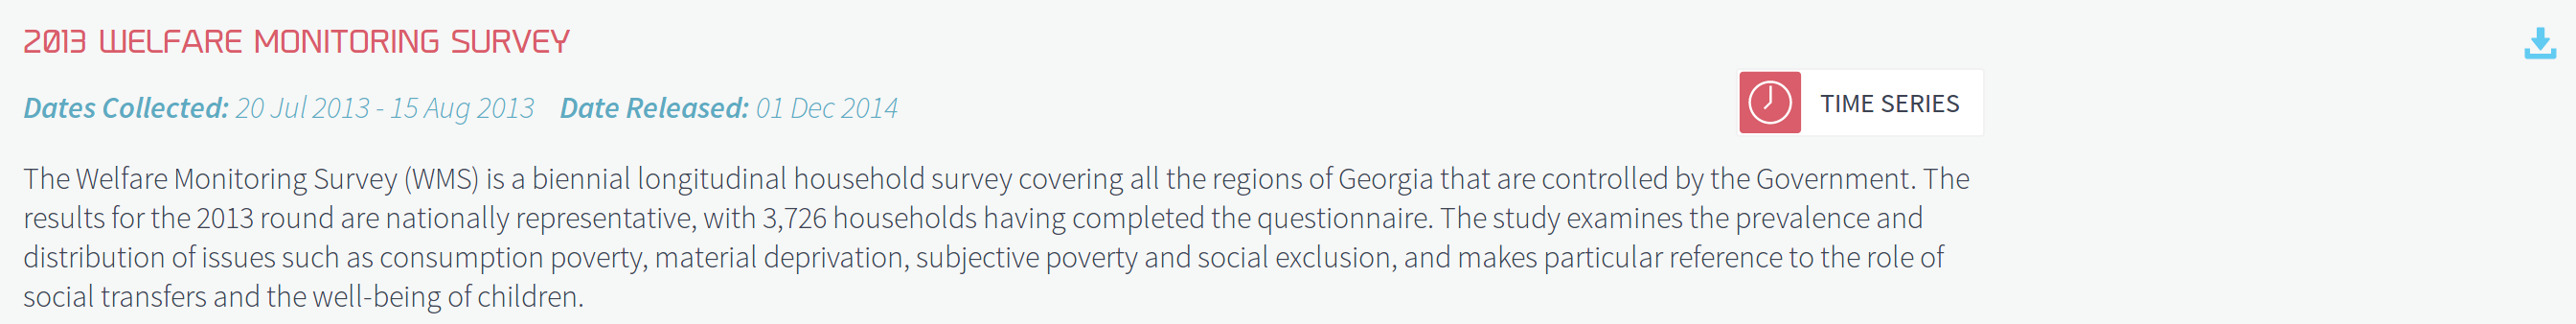 2013 WELFARE MONITORING SURVEY
Dates Collected: 20 Jul 2013 - 15 Aug 2013 Date Released: 01 Dec 2014
TIME SERIES
The Welfare Monitoring Survey (WMS) is a biennial longitudinal household survey covering all the regions of Georgia that are controlled by the Government. The
results for the 2013 round are nationally representative, with 3,726 households having completed the questionnaire. The study examines the prevalence and
distribution of issues such as consumption poverty, material deprivation, subjective poverty and social exclusion, and makes particular reference to the role of
social transfers and the well-being of children.